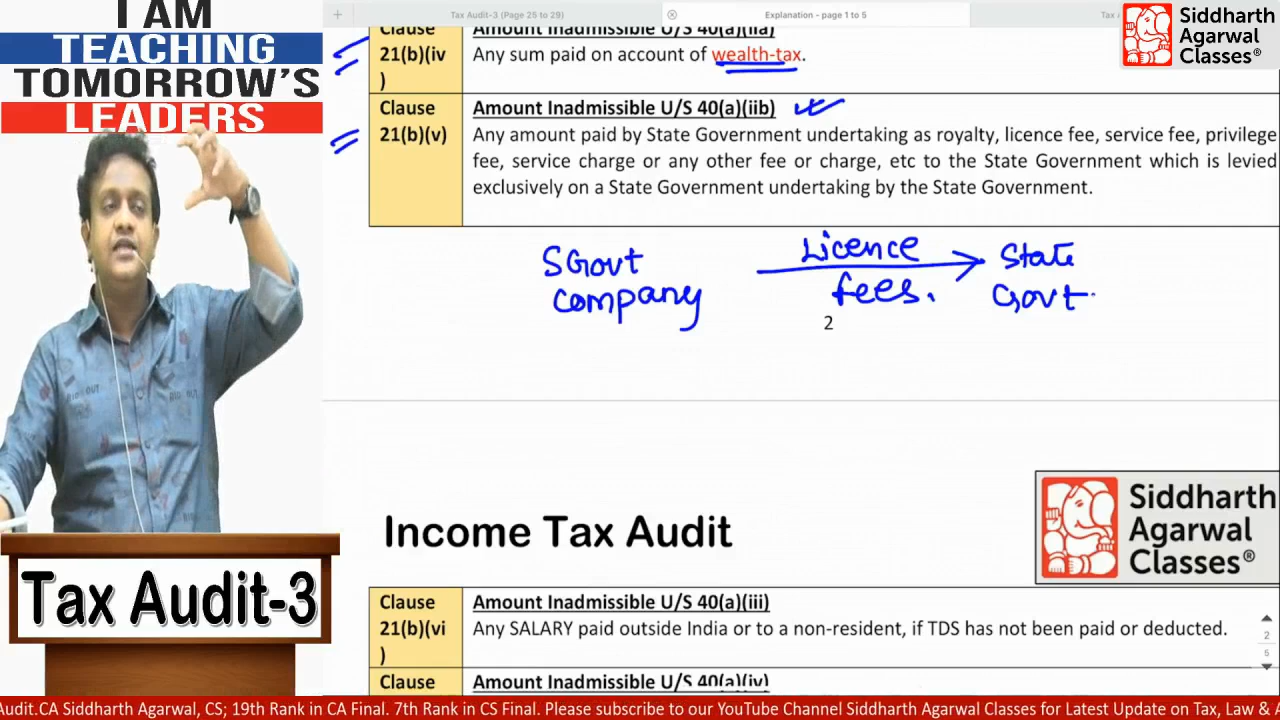 I AM
TEACHING
TOMORROW'S
LEADERS
Tax Audit-3 (Page 25 to 29)
Explanation - page 1 to 5
Siddharth
Agarwal
Classes®
Clause
21(b)(iv
)
Amount Inadmissible U/S 40(a)(iia)
Any sum paid on account of wealth-tax.
Clause
21(b)(v)
Amount Inadmissible U/S 40(a)(iib)
Any amount paid by State Government undertaking as royalty, licence fee, service fee, privilege
fee, service charge or any other fee or charge, etc to the State Government which is levied
exclusively on a State Government undertaking by the State Government.
SGovt
Company
Licence
fees.
State
Govt.
2
Income Tax Audit
Siddharth
Agarwal
Classes®
Clause
21(b)(vi
)
Amount Inadmissible U/S 40(a)(iii)
Any SALARY paid outside India or to a non-resident, if TDS has not been paid or deducted.
Clause
Amount Inadmissible U/S 40(a)(iv)
2
5
Tax Audit-3
Audit.CA Siddharth Agarwal, CS; 19th Rank in CA Final. 7th Rank in CS Final. Please subscribe to our YouTube Channel Siddharth Agarwal Classes for Latest Update on Tax, Law & A